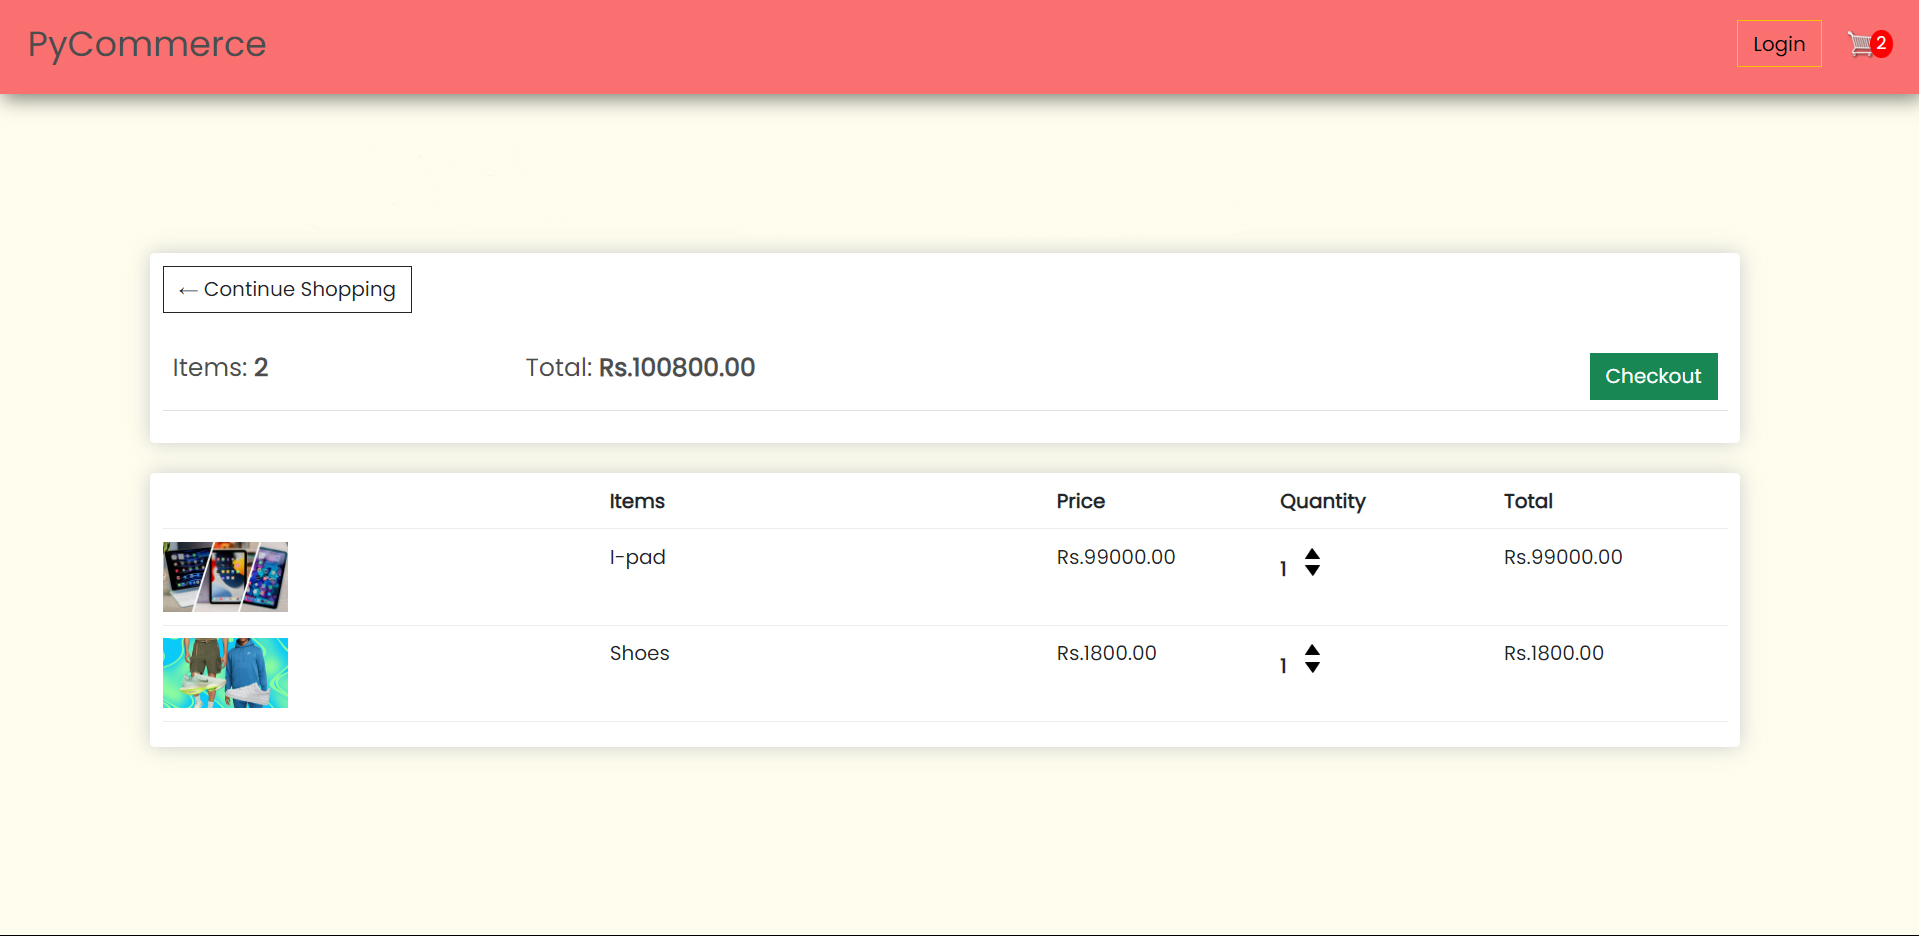 PyCommerce
Login
2
← Continue Shopping
Items: 2
Total: Rs.100800.00
Checkout
Items Price Quantity Total
I-pad Rs.99000.00 1 Rs.99000.00
Shoes Rs.1800.00 1 Rs.1800.00